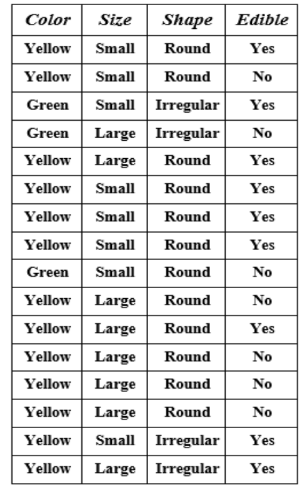 Color Size Shape Edible
Yellow Small Round Yes
Yellow Small Round No
Green Small Irregular Yes
Green Large Irregular No
Yellow Large Round Yes
Yellow Small Round Yes
Yellow Small Round Yes
Yellow Small Round Yes
Green Small Round No
Yellow Large Round No
Yellow Large Round Yes
Yellow Large Round No
Yellow Large Round No
Yellow Large Round No
Yellow Small Irregular Yes
Yellow Large Irregular Yes